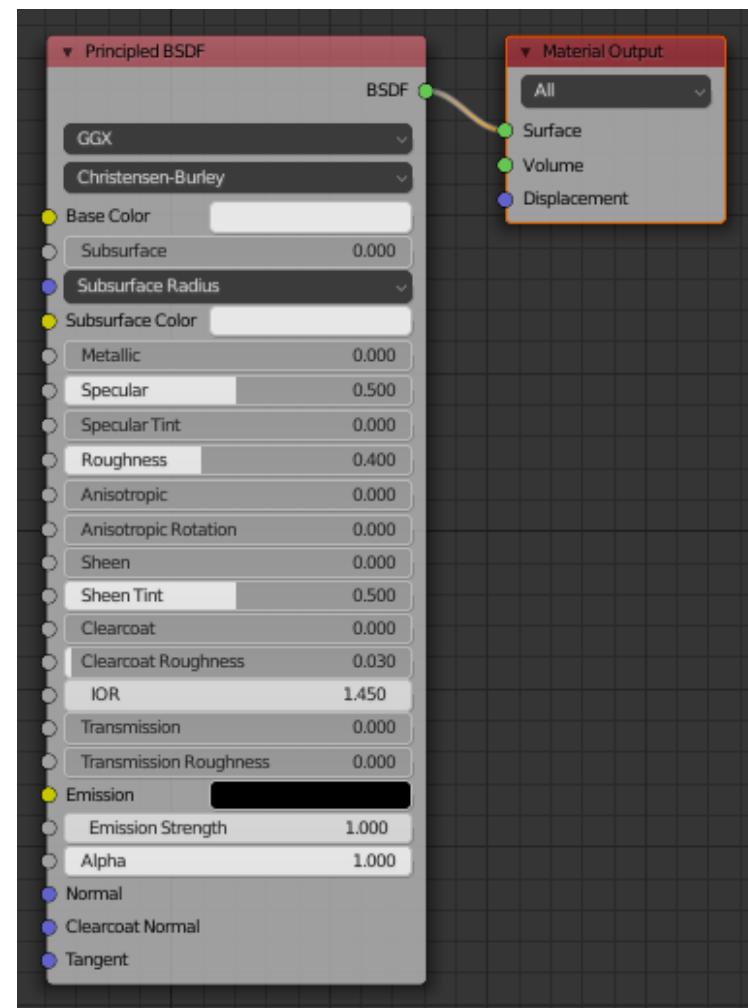 Principled BSDF
BSDF
GGX
Christensen-Burley
Base Color
Subsurface 0.000
Subsurface Radius
Subsurface Color
Metallic 0.000
Specular 0.500
Specular Tint 0.000
Roughness 0.400
Anisotropic 0.000
Anisotropic Rotation 0.000
Sheen 0.000
Sheen Tint 0.500
Clearcoat 0.000
Clearcoat Roughness 0.030
IOR 1.450
Transmission 0.000
Transmission Roughness 0.000
Emission
Emission Strength 1.000
Alpha 1.000
Normal
Clearcoat Normal
Tangent
Material Output
All
Surface
Volume
Displacement